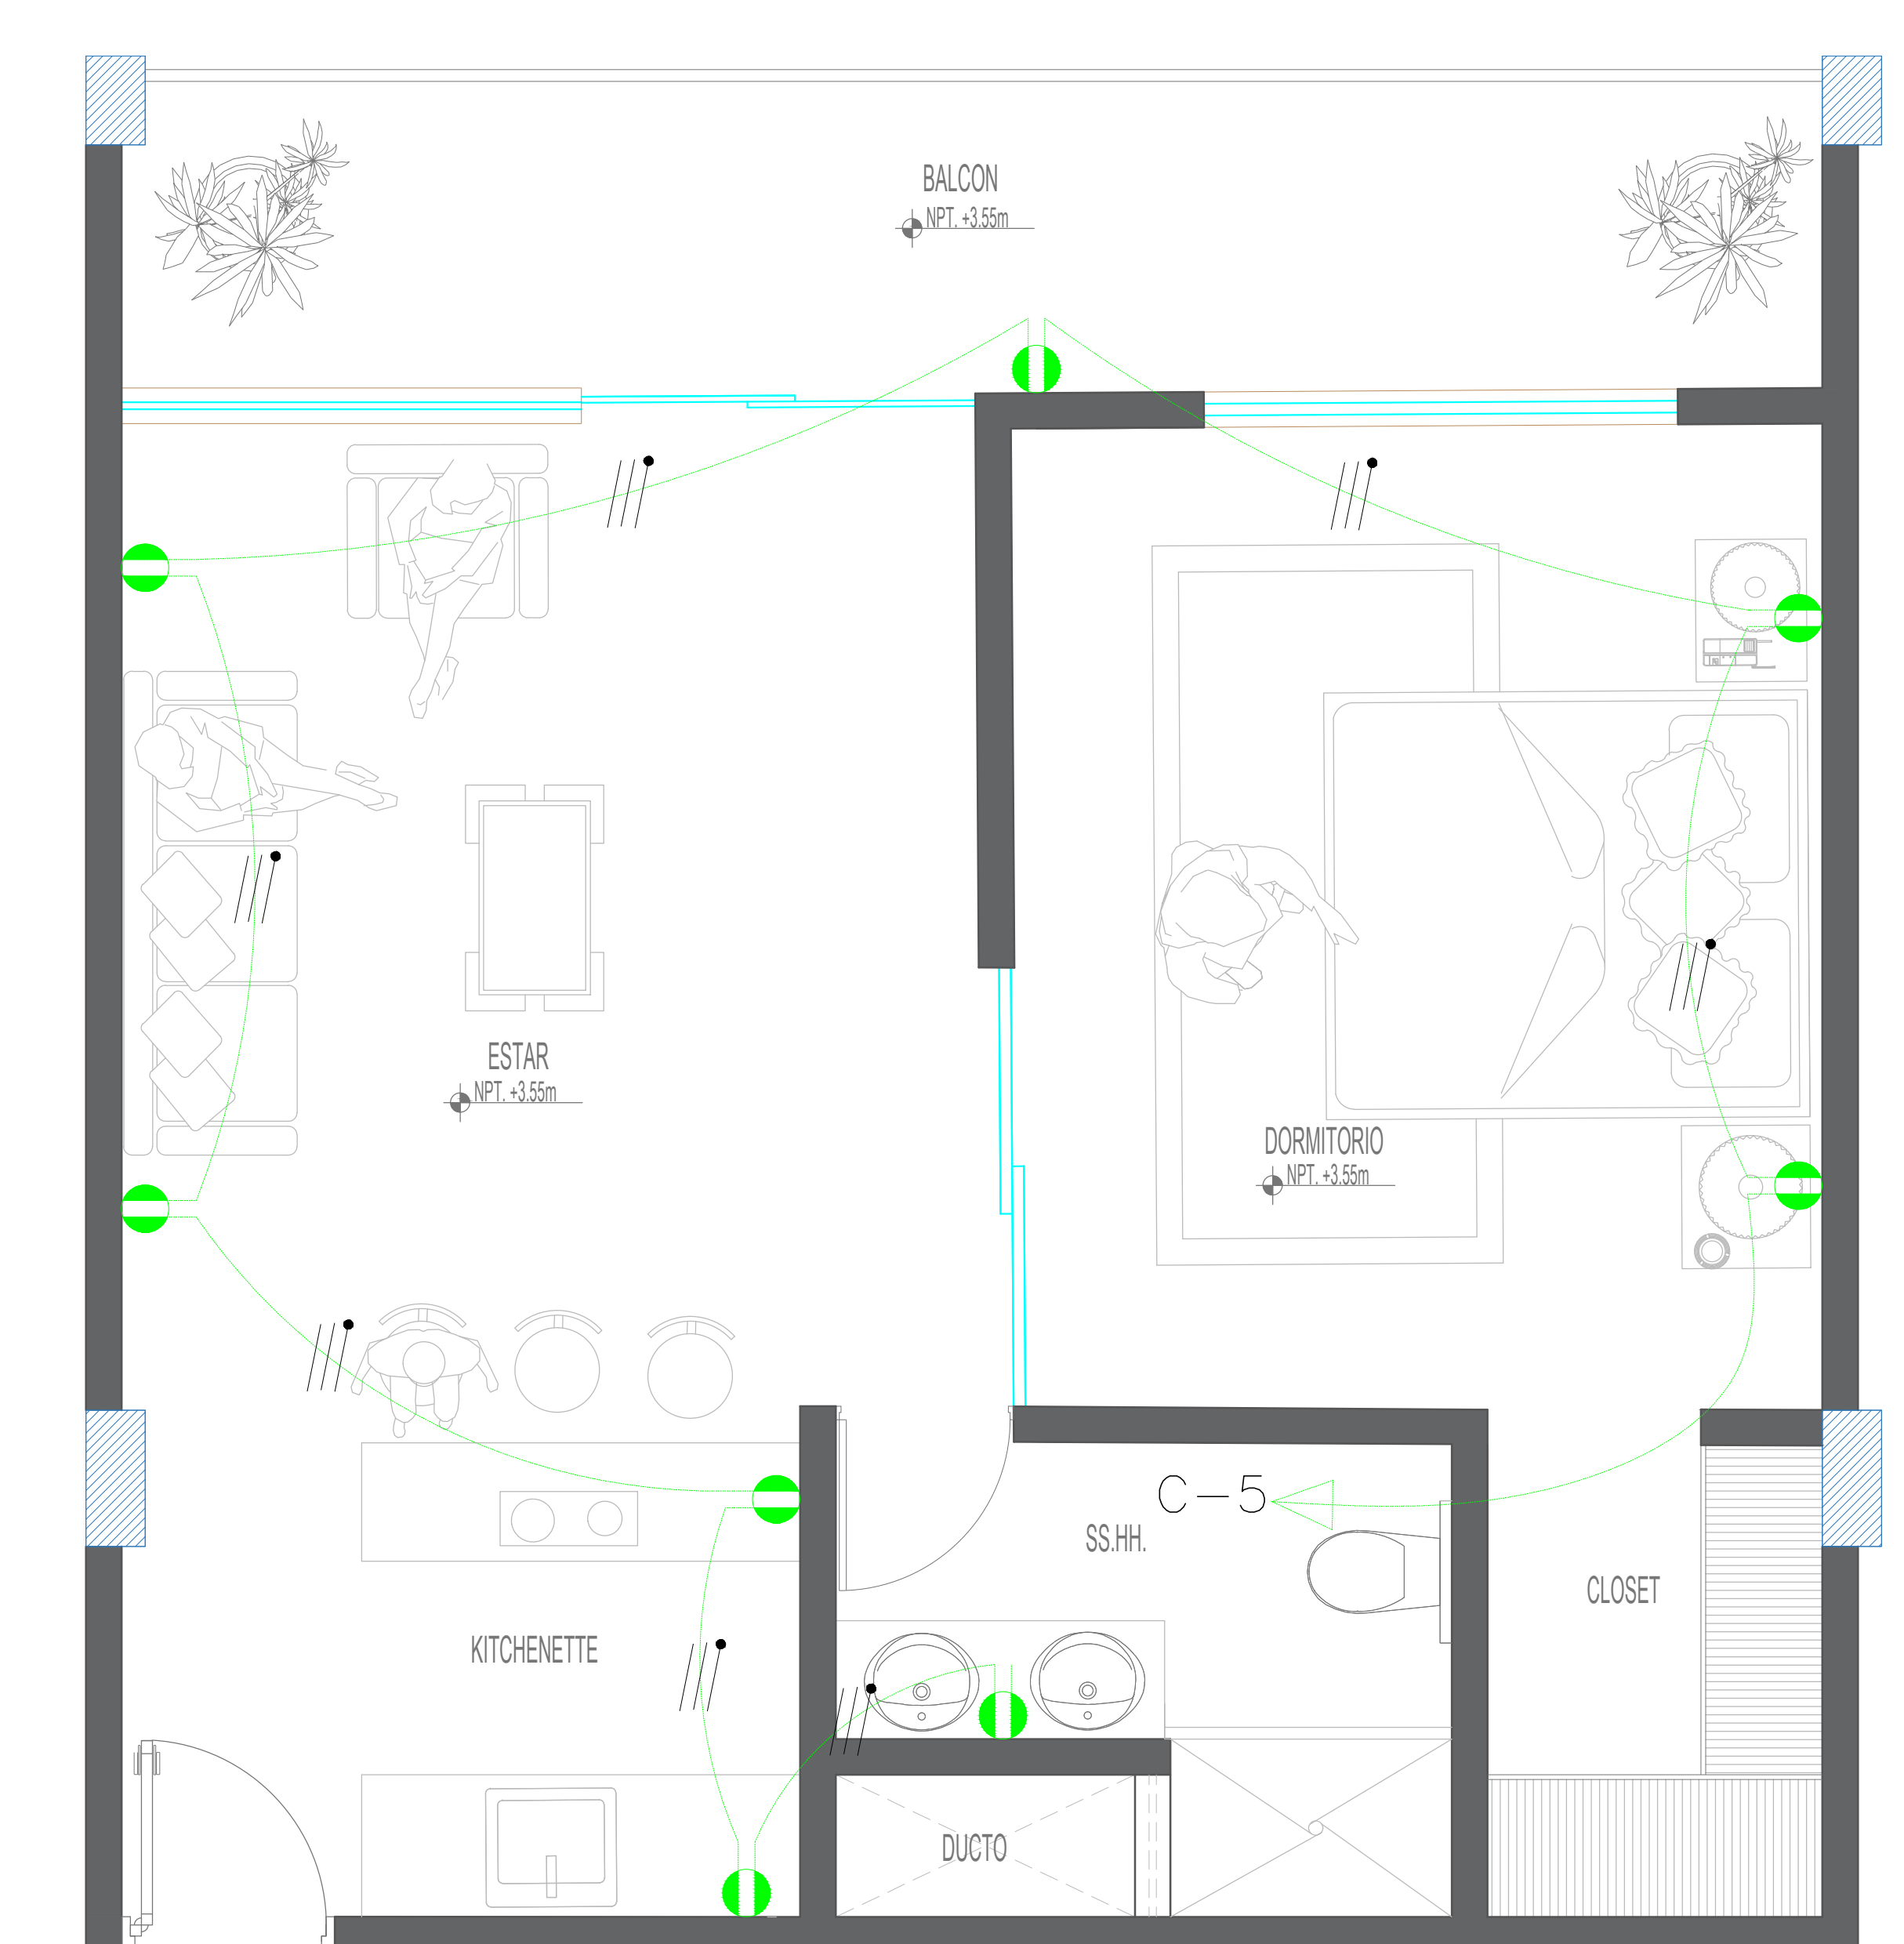 BALCON
NPT. +3.55m
ESTAR
NPT. +3.55m
DORMITORIO
NPT. +3.55m
C-5
SS.HH.
CLOSET
KITCHENETTE
DUCTO